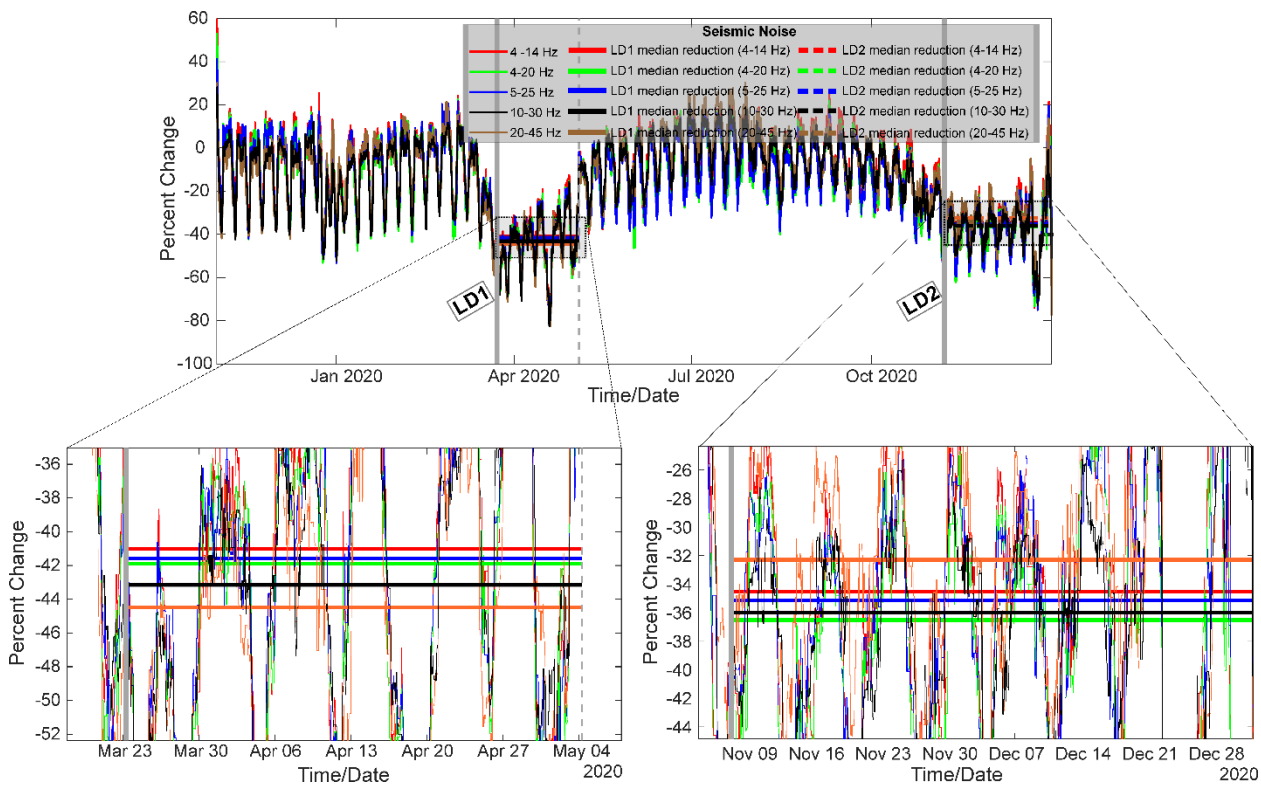 60
40
20
0
-20
-40
-60
-80
-100
Percent Change
Seismic Noise
4 -14 Hz LD1 median reduction (4-14 Hz) LD2 median reduction (4-14 Hz)
4-20 Hz LD1 median reduction (4-20 Hz) LD2 median reduction (4-20 Hz)
5-25 Hz LD1 median reduction (5-25 Hz) LD2 median reduction (5-25 Hz)
10-30 Hz LD1 median reduction (10-30 Hz) LD2 median reduction (10-30 Hz)
20-45 Hz LD1 median reduction (20-45 Hz) LD2 median reduction (20-45 Hz)
LD1
LD2
Jan 2020 Apr 2020 Jul 2020 Oct 2020
Time/Date
-36
-38
-40
-42
-44
-46
-48
-50
-52
Percent Change
Mar 23 Mar 30 Apr 06 Apr 13 Apr 20 Apr 27 May 04
Time/Date
2020
-26
-28
-30
-32
-34
-36
-38
-40
-42
-44
Percent Change
Nov 09 Nov 16 Nov 23 Nov 30 Dec 07 Dec 14 Dec 21 Dec 28
Time/Date
2020